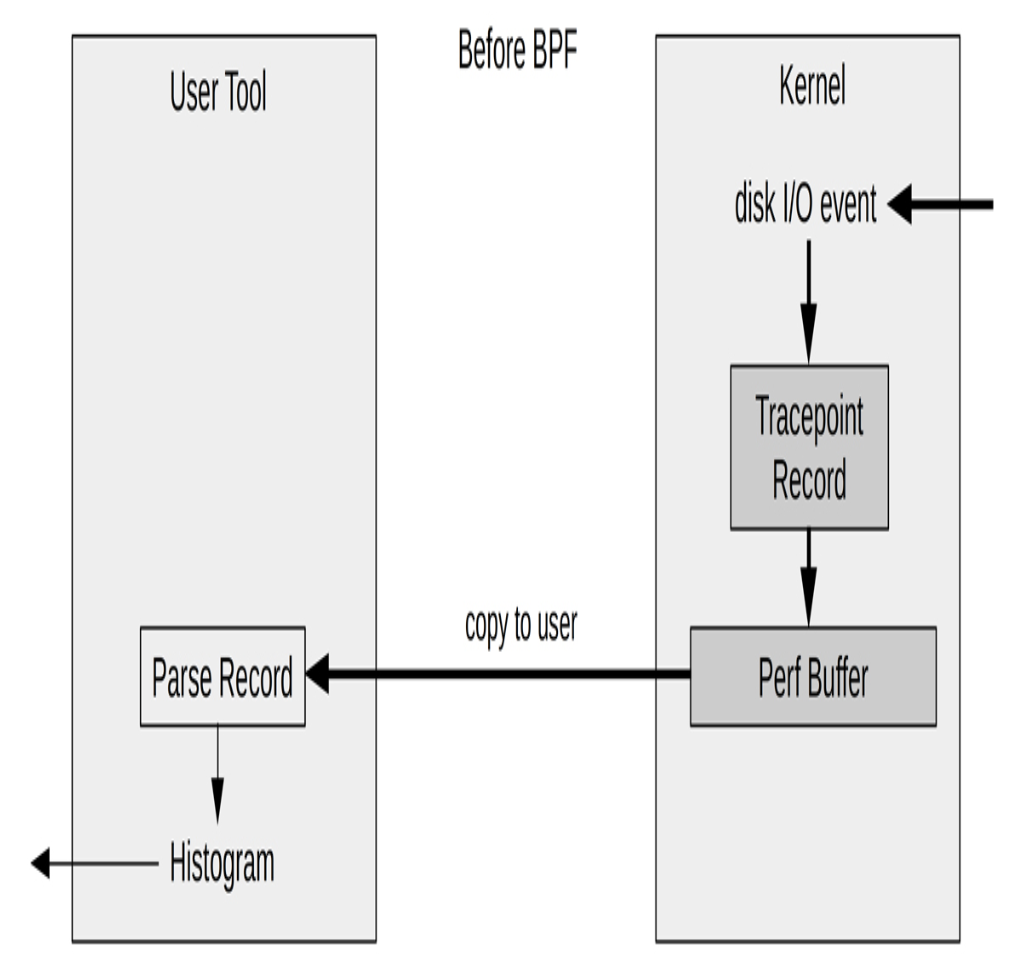 Before BPF
User Tool
Kernel
disk I/O event
Tracepoint
Record
copy to user
Parse Record
Perf Buffer
Histogram